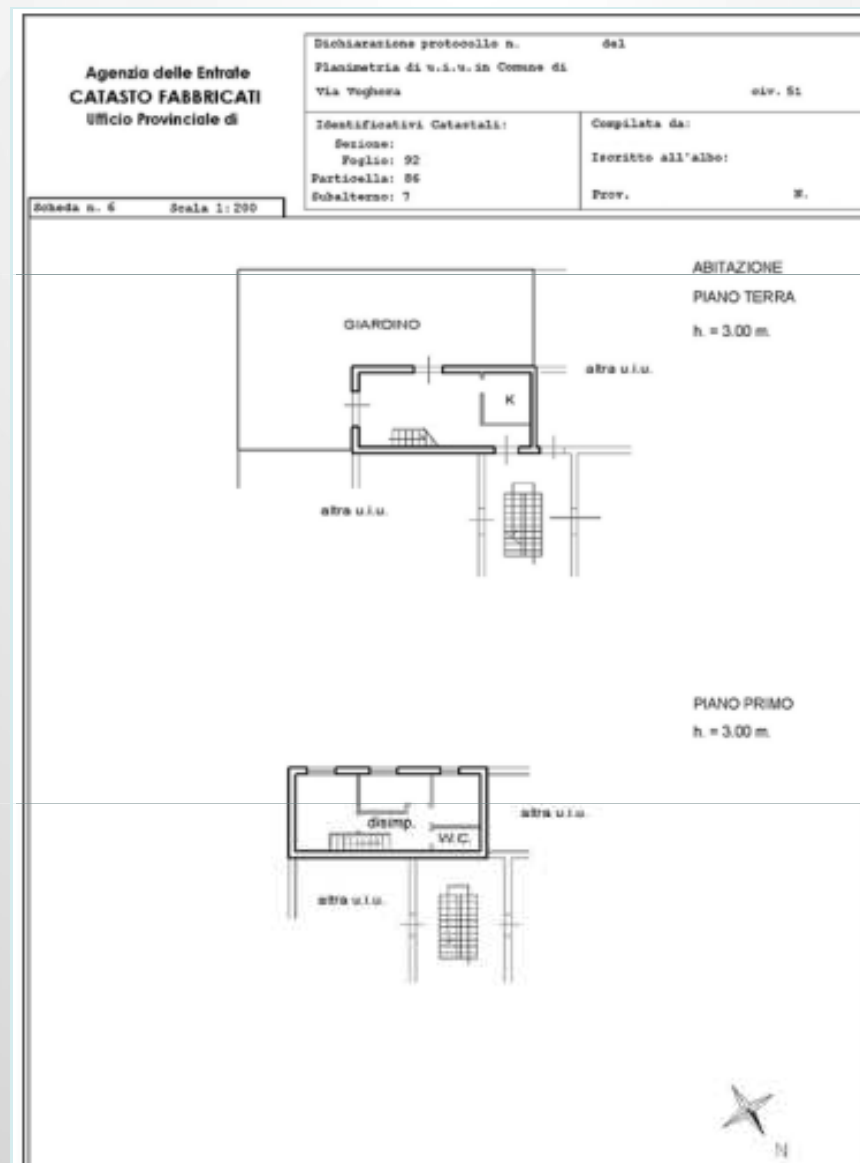 Agenzia delle Entrate
CATASTO FABBRICATI
Ufficio Provinciale di
Dichiarazione protocollo n. del
Planimetria di u.i.u. in Comune di
Via Voghera civ. 51
Identificativi Catastali:
Sezione:
Foglio: 92
Particella: 86
Subalterno: 7
Compilata da:
Iscritto all'albo:
Prov. N.
Scheda n. 6 Scala 1:200
ABITAZIONE
PIANO TERRA
h. = 3.00 m.
GIARDINO
altra u.i.u.
K
altra u.i.u.
PIANO PRIMO
h. = 3.00 m.
disimp.
W.C.
altra u.i.u.
altra u.i.u.
N